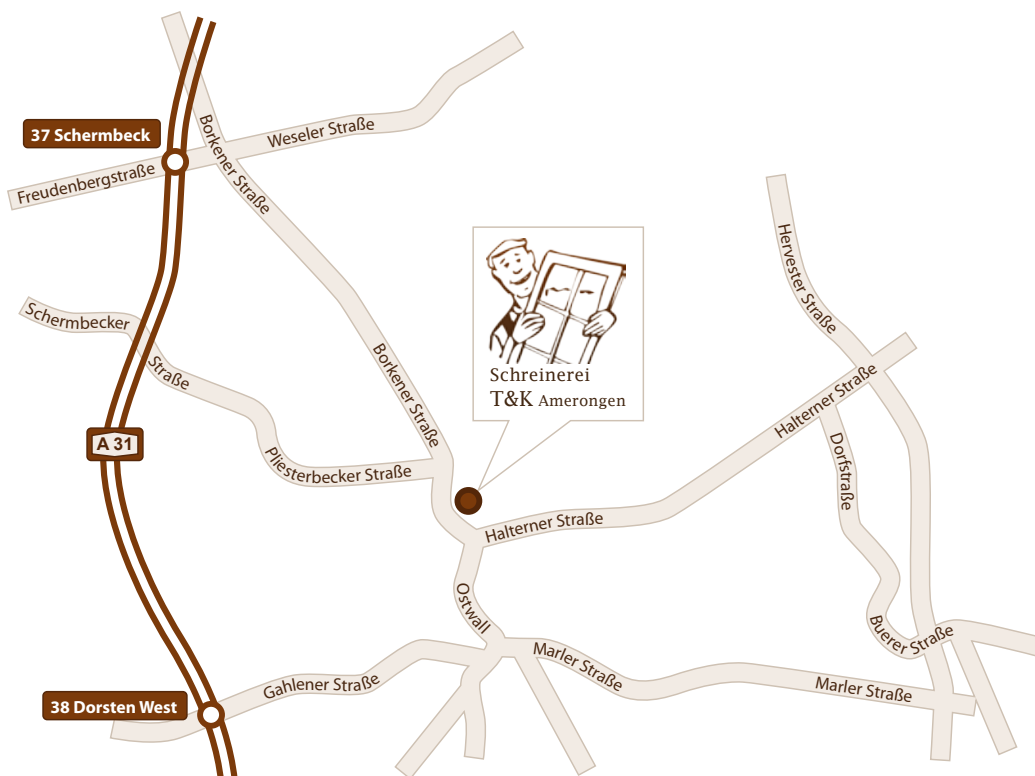 37 Schermbeck
Borkener Straße
Weseler Straße
Freudenbergstraße
Hervester Straße
Schermbecker
Straße
Borkener Straße
Schreinerei
T&K Amerongen
Halterner Straße
A 31
Pliesterbecker Straße
Dorfstraße
Halterner Straße
Ostwall
Buerer Straße
Marler Straße
Gahlener Straße
Marler Straße
38 Dorsten West